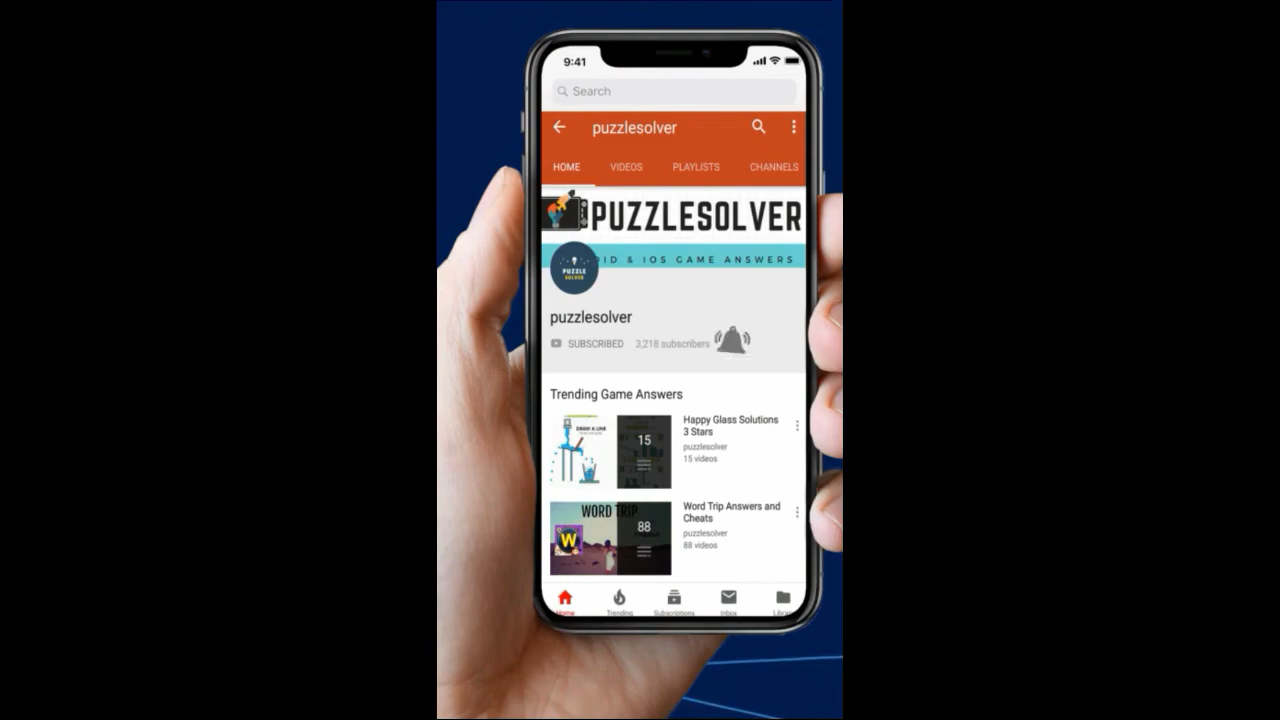 9:41
Search
puzzlesolver
HOME VIDEOS PLAYLISTS CHANNELS
PUZZLESOLVER
ID & IOS GAME ANSWERS
PUZZLE
SOLVER
puzzlesolver
SUBSCRIBED 3,218 subscribers
Trending Game Answers
DRAW A LINE
15
Happy Glass Solutions
3 Stars
puzzlesolver
15 videos
WORD TRIP
W
88
Word Trip Answers and
Cheats
puzzlesolver
88 videos
Home Trending Subscriptions Inbox